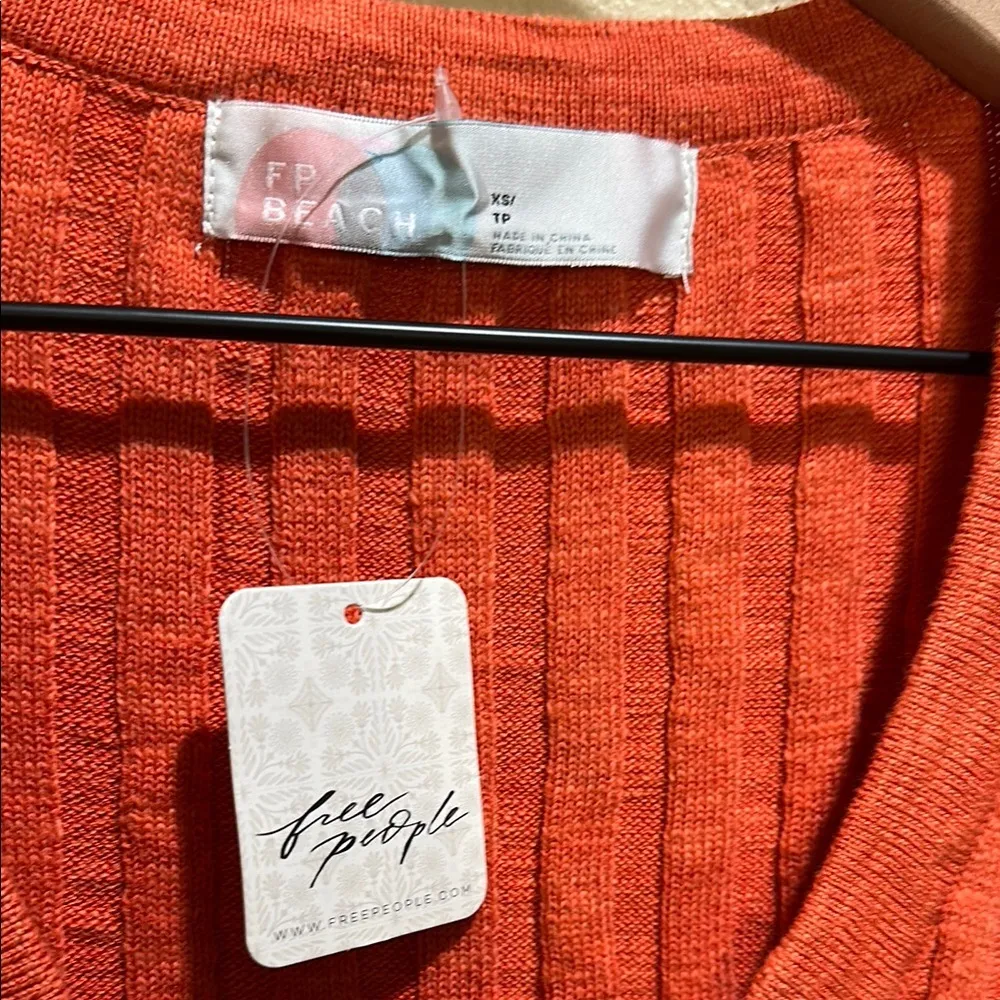 FP
BEACH
XS/
TP
MADE IN CHINA
FABRIQUÉ EN CHINE
free
people
WWW.FREEPEOPLE.COM